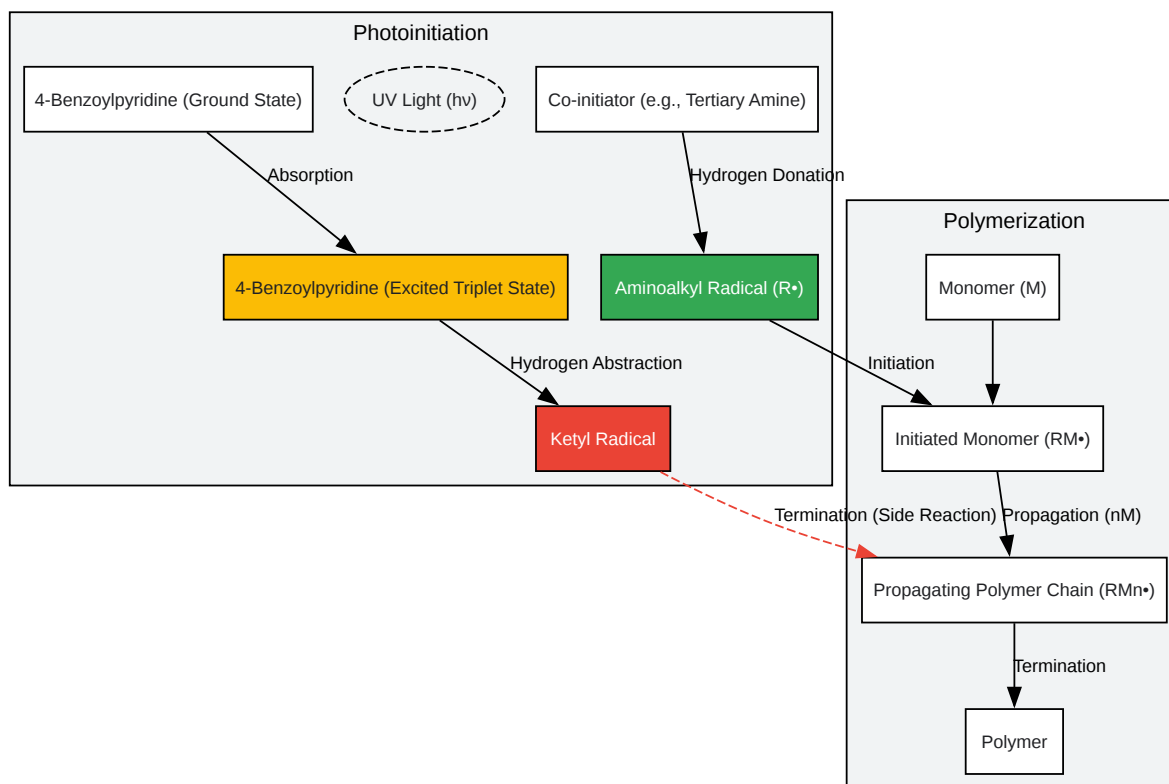 Photoinitiation
4-Benzoylpyridine (Ground State)
UV Light (hν)
Co-initiator (e.g., Tertiary Amine)
Absorption
Hydrogen Donation
Polymerization
4-Benzoylpyridine (Excited Triplet State)
Aminoalkyl Radical (R•)
Monomer (M)
Hydrogen Abstraction
Initiation
Ketyl Radical
Initiated Monomer (RM•)
Termination (Side Reaction)
Propagation (nM)
Propagating Polymer Chain (RMn•)
Termination
Polymer